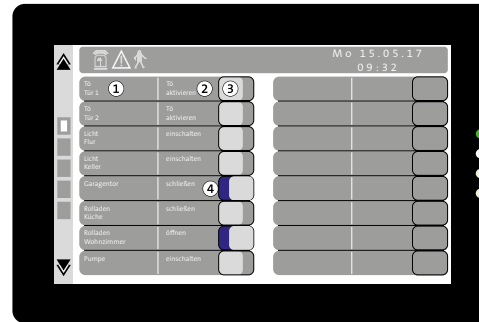 Mo 15.05.17
09:32
Tö
Tür 1
1
Tö
aktivieren
2
3
Tö
Tür 2
Tö
aktivieren
Licht
Flur
einschalten
Licht
Keller
einschalten
Garagentor
schließen
4
Rolladen
Küche
schließen
Rolladen
Wohnzimmer
öffnen
Pumpe
einschalten